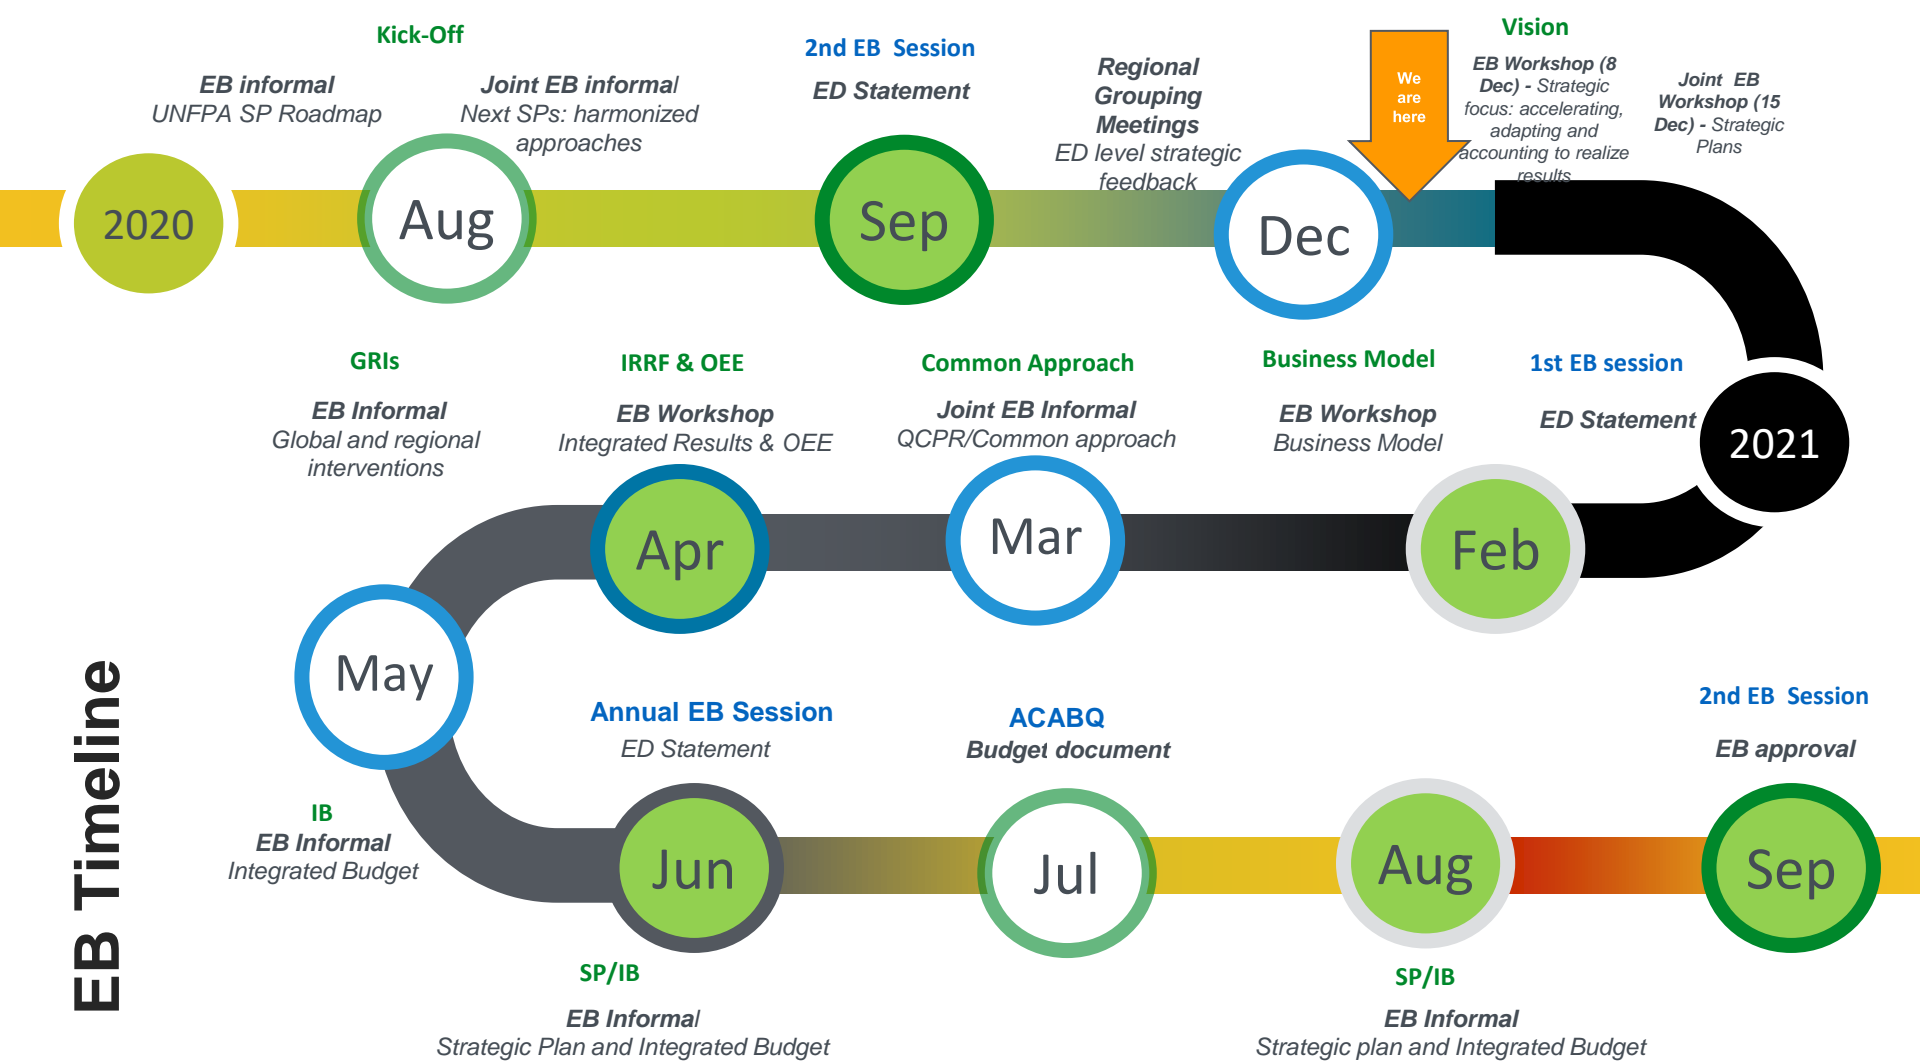 Kick-Off
EB informal
UNFPA SP Roadmap
Joint EB informal
Next SPs: harmonized
approaches
2nd EB Session
ED Statement
Regional
Grouping
Meetings
ED level strategic
feedback
We
are
here
Vision
EB Workshop (8
Dec) - Strategic
focus: accelerating,
adapting and
accounting to realize
results
Joint EB
Workshop (15
Dec) - Strategic
Plans
2020
Aug
Sep
Dec
GRIs
EB Informal
Global and regional
interventions
IRRF & OEE
EB Workshop
Integrated Results & OEE
Common Approach
Joint EB Informal
QCPR/Common approach
Business Model
EB Workshop
Business Model
1st EB session
ED Statement
2021
Apr
Mar
Feb
May
EB Timeline
IB
EB Informal
Integrated Budget
Annual EB Session
ED Statement
ACABQ
Budget document
2nd EB Session
EB approval
Jun
Jul
Aug
Sep
SP/IB
EB Informal
Strategic Plan and Integrated Budget
SP/IB
EB Informal
Strategic plan and Integrated Budget